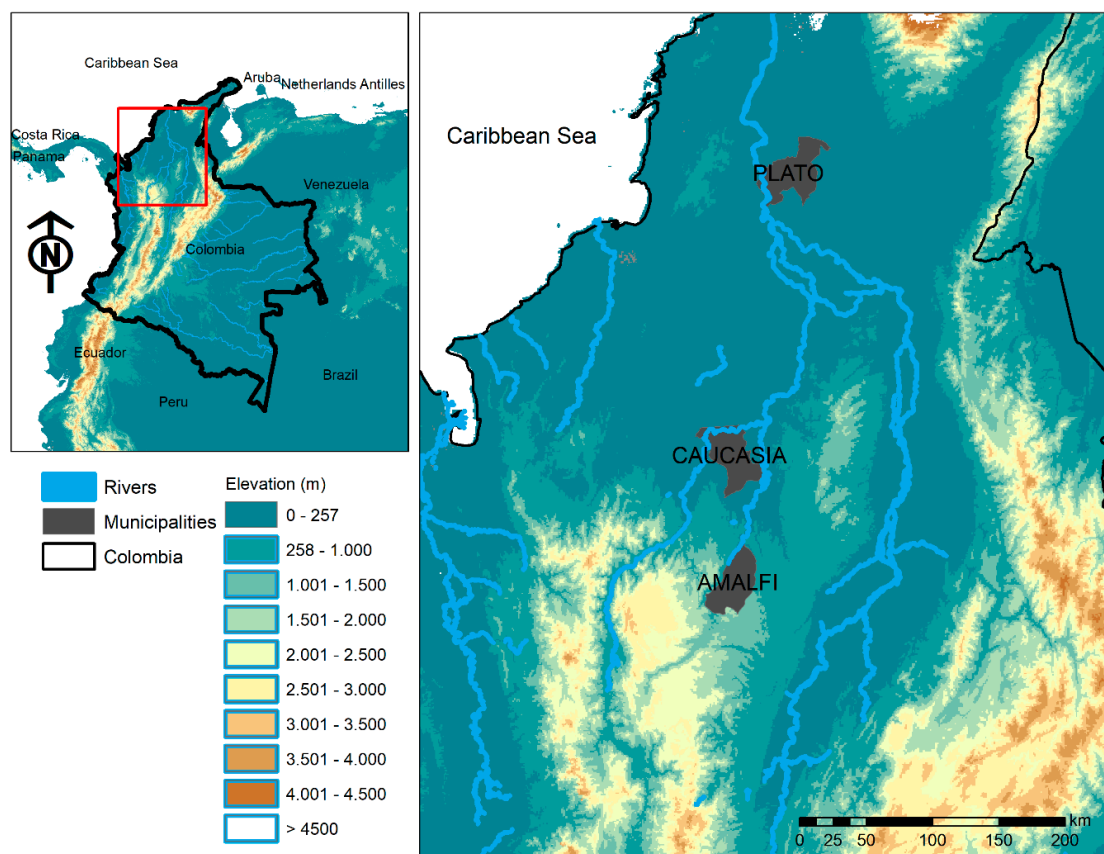 Caribbean Sea
Aruba
Netherlands Antilles
Costa Rica
Panama
Venezuela
N
Colombia
Ecuador
Brazil
Peru
Rivers
Municipalities
Colombia
Elevation (m)
0 - 257
258 - 1.000
1.001 - 1.500
1.501 - 2.000
2.001 - 2.500
2.501 - 3.000
3.001 - 3.500
3.501 - 4.000
4.001 - 4.500
> 4500
Caribbean Sea
PLATO
CAUCASIA
AMALFI
km
0 25 50 100 150 200